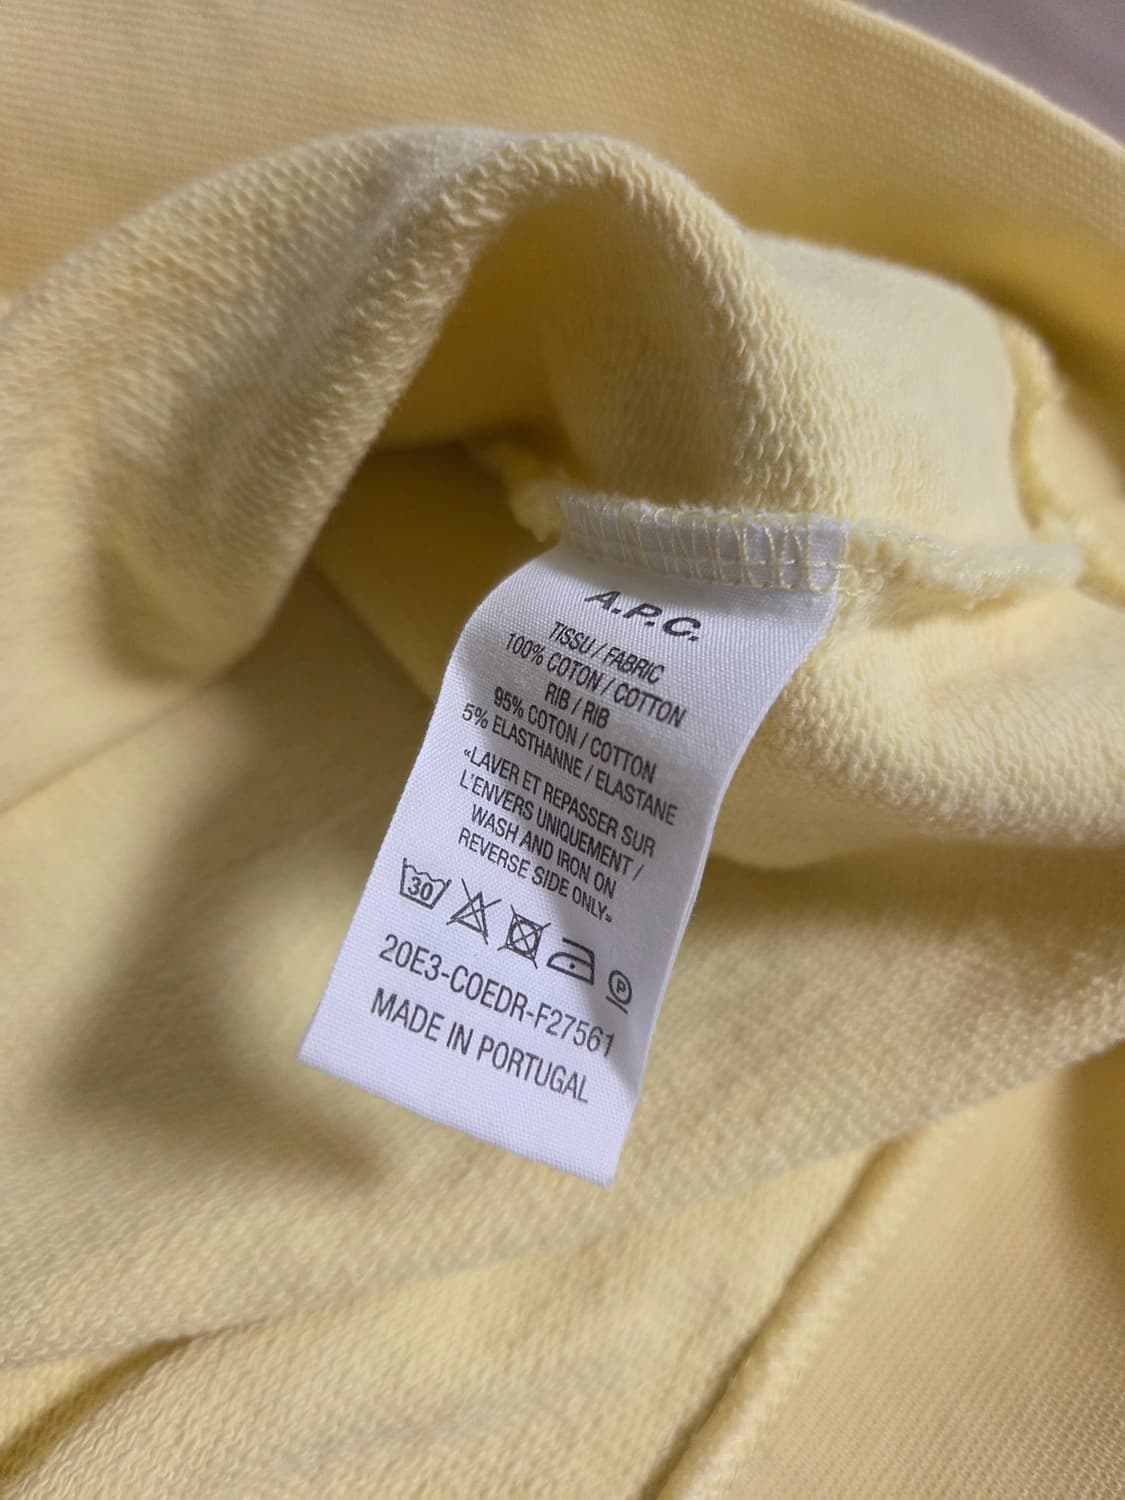 A.P.C.
TISSU / FABRIC
100% COTON / COTTON
RIB / RIB
95% COTON / COTTON
5% ELASTHANNE / ELASTANE
«LAVER ET REPASSER SUR
L'ENVERS UNIQUEMENT /
WASH AND IRON ON
REVERSE SIDE ONLY»
30
P
20E3-COEDR-F27561
MADE IN PORTUGAL